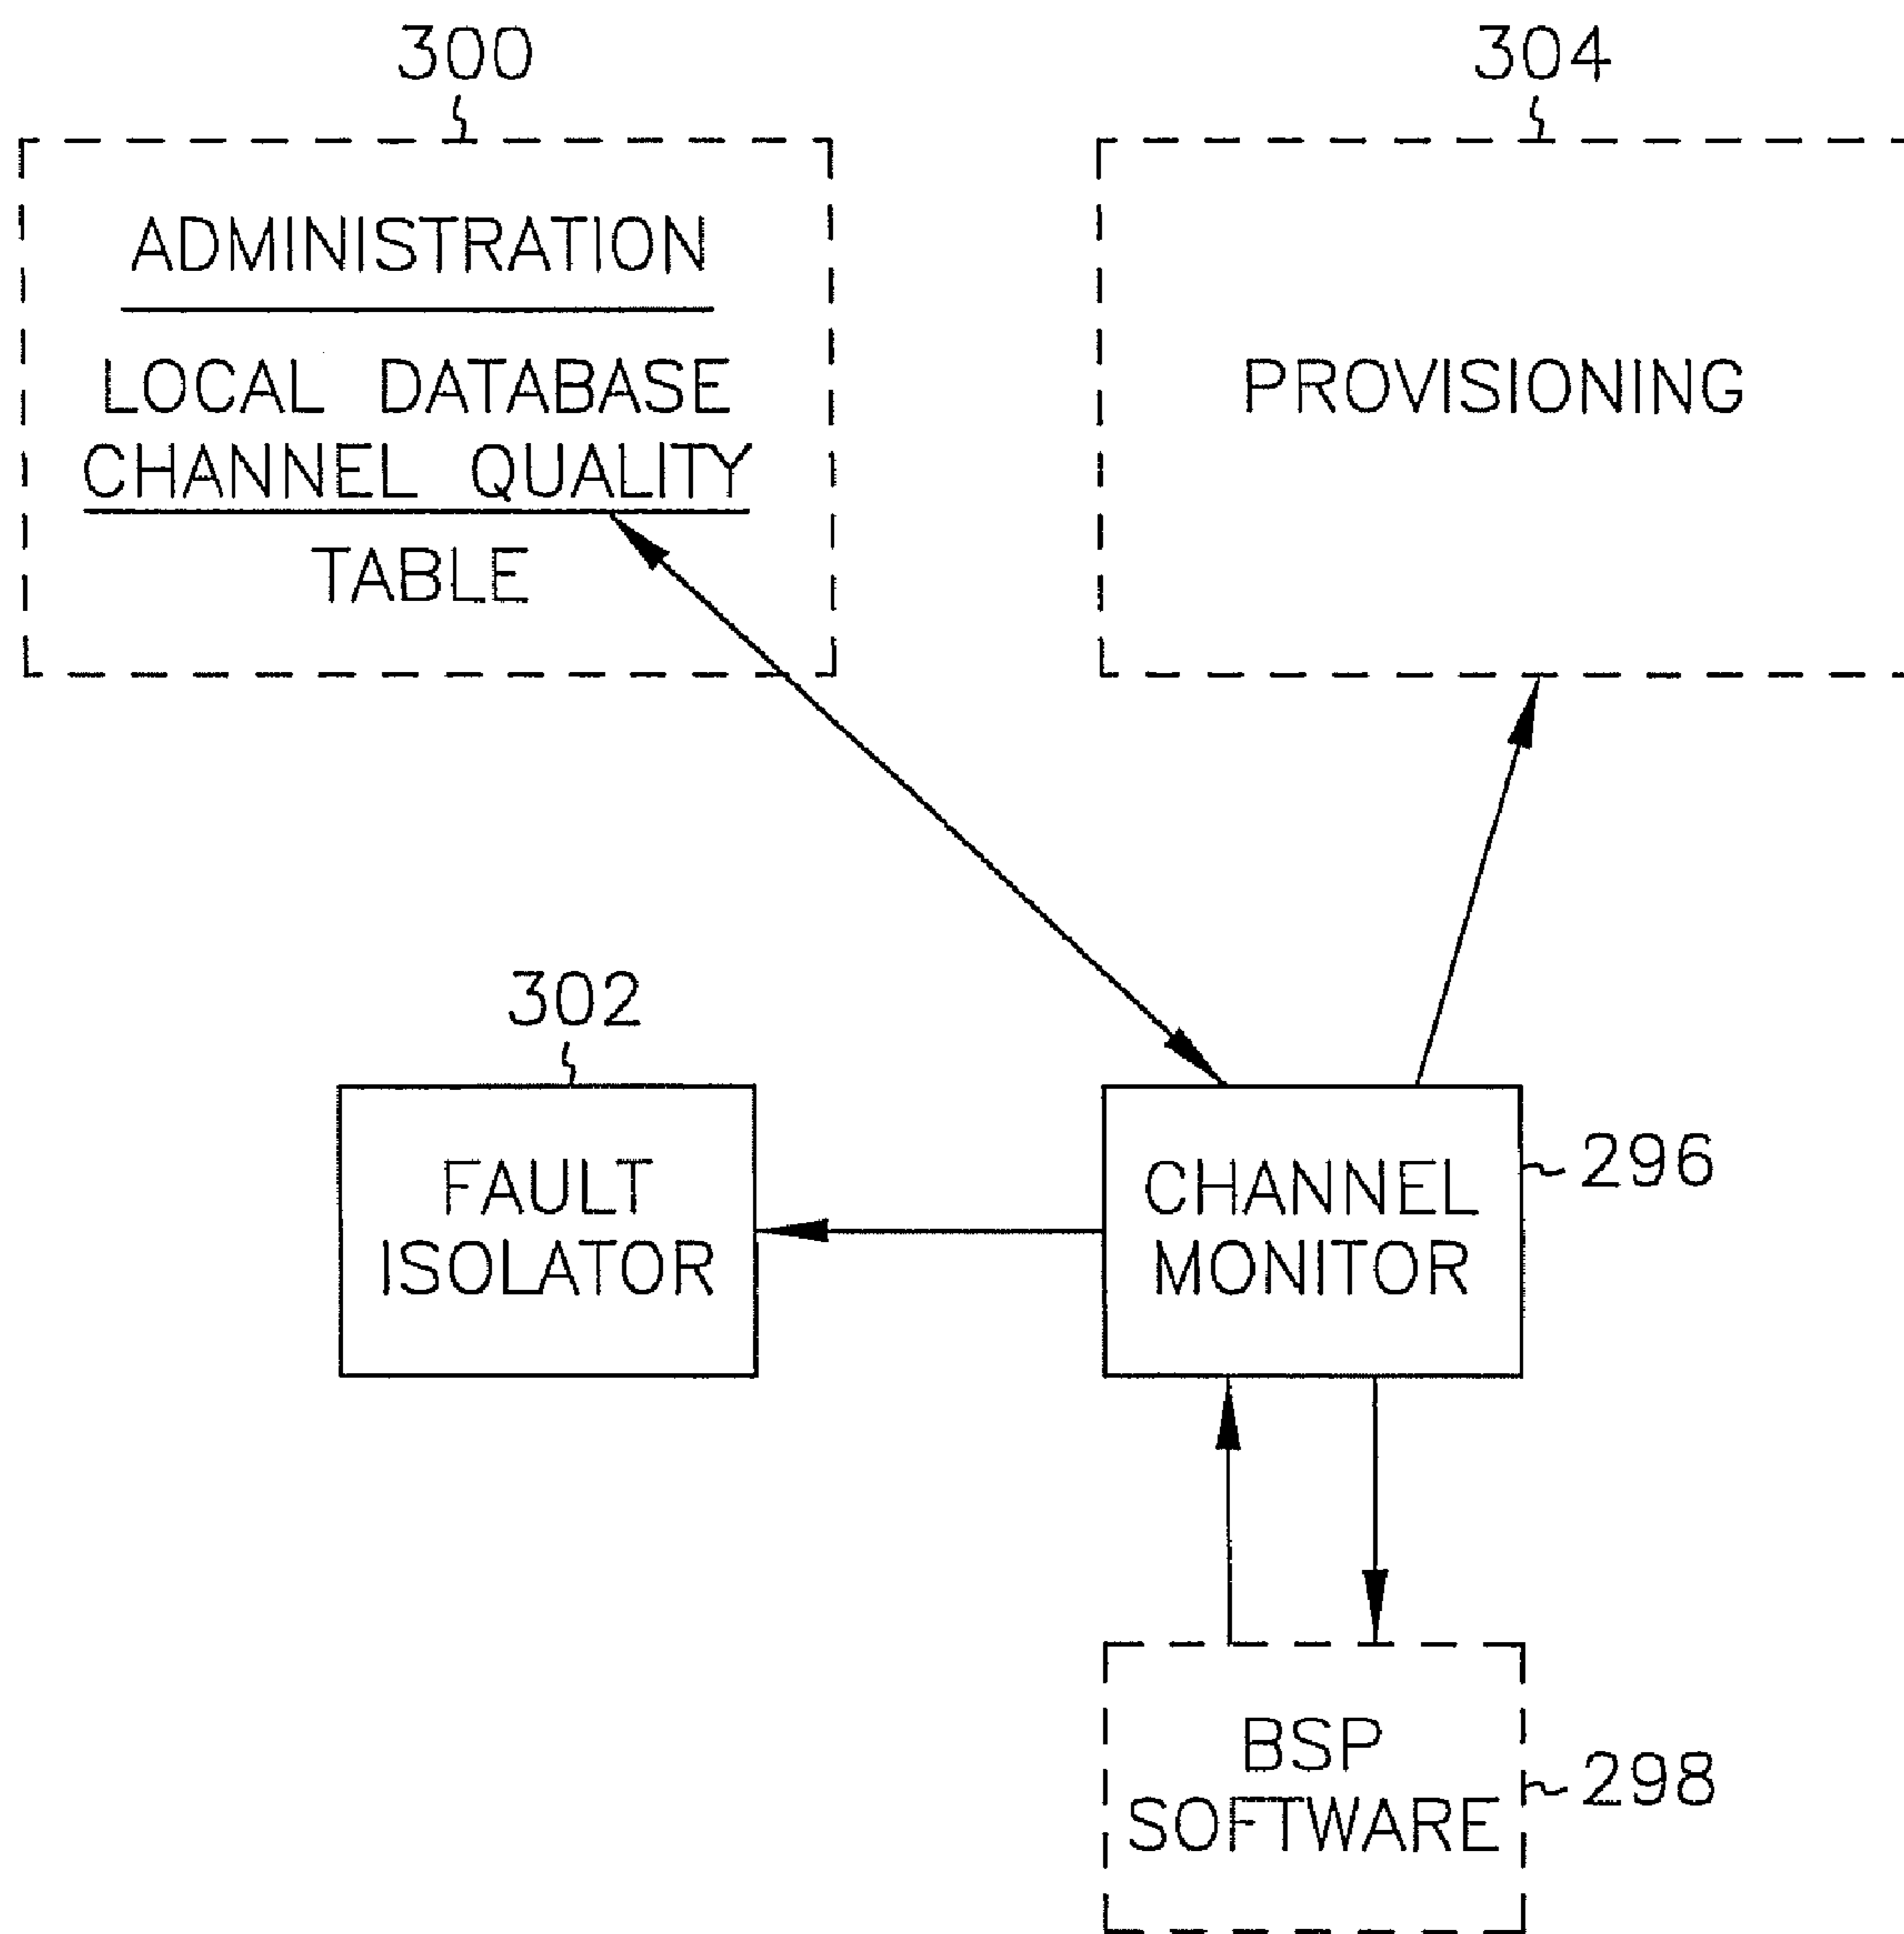 300
304
ADMINISTRATION
LOCAL DATABASE
CHANNEL QUALITY
TABLE
PROVISIONING
302
FAULT
ISOLATOR
CHANNEL
MONITOR
296
BSP
SOFTWARE
298